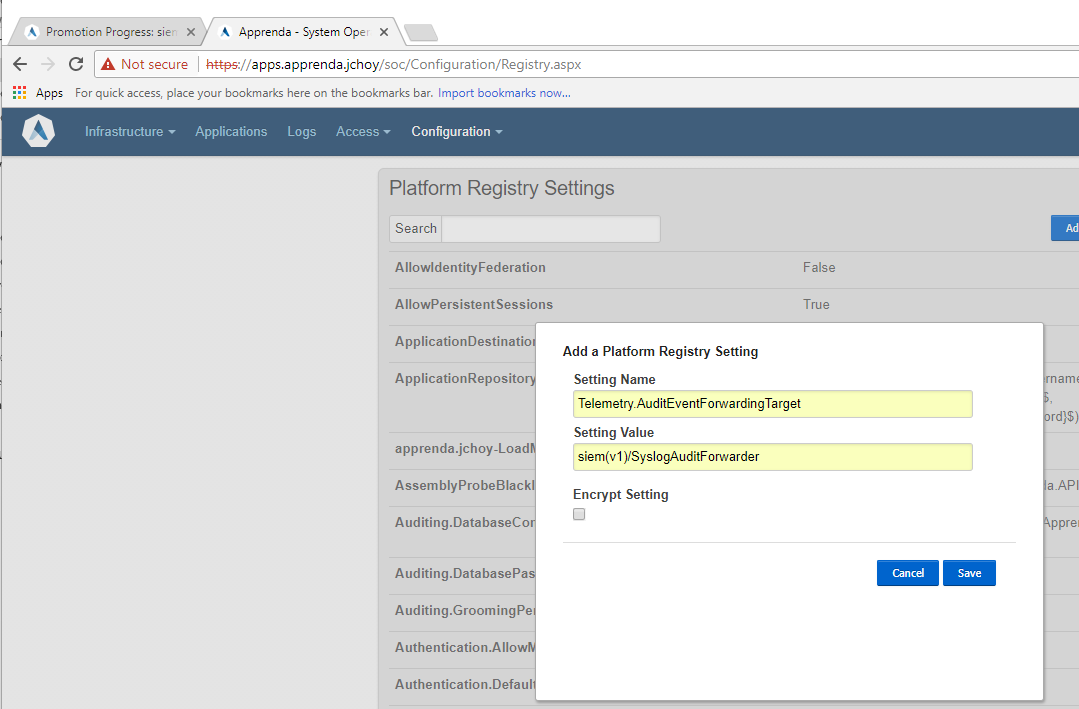 Promotion Progress: sien
Apprenda - System Oper
Not secure https://apps.apprenda.jchoy/soc/Configuration/Registry.aspx
Apps For quick access, place your bookmarks here on the bookmarks bar. Import bookmarks now...
Infrastructure Applications Logs Access Configuration
Platform Registry Settings
Search
Ad
AllowIdentityFederation False
AllowPersistentSessions True
ApplicationDestination
ApplicationRepository
rname
$,
ord}$)
apprenda.jchoy-LoadM
AssemblyProbeBlackl
la.API
Auditing.DatabaseCon
Appre
Auditing.DatabasePas
Auditing.GroomingPe
Authentication.AllowM
Authentication.Default
Add a Platform Registry Setting
Setting Name
Telemetry.AuditEventForwardingTarget
Setting Value
siem(v1)/SyslogAuditForwarder
Encrypt Setting
Cancel Save